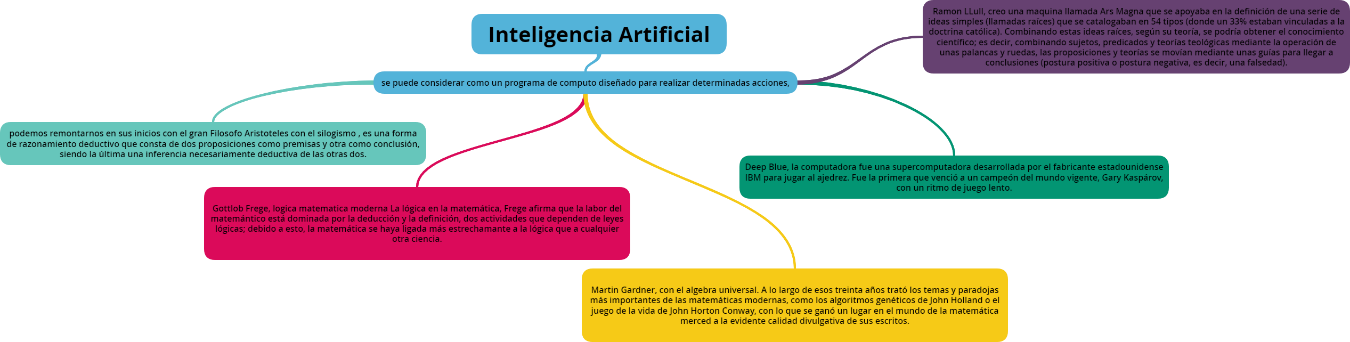 Inteligencia Artificial
se puede considerar como un programa de computo diseñado para realizar determinadas acciones,
Ramon LLull, creo una maquina llamada Ars Magna que se apoyaba en la definición de una serie de
ideas simples (llamadas raíces) que se catalogaban en 54 tipos (donde un 33% estaban vinculadas a la
doctrina católica). Combinando estas ideas raíces, según su teoría, se podría obtener el conocimiento
científico; es decir, combinando sujetos, predicados y teorías teológicas mediante la operación de
unas palancas y ruedas, las proposiciones y teorías se movían mediante unas guías para llegar a
conclusiones (postura positiva o postura negativa, es decir, una falsedad).
podemos remontarnos en sus inicios con el gran Filosofo Aristoteles con el silogismo , es una forma
de razonamiento deductivo que consta de dos proposiciones como premisas y otra como conclusión,
siendo la última una inferencia necesariamente deductiva de las otras dos.
Deep Blue, la computadora fue una supercomputadora desarrollada por el fabricante estadounidense
IBM para jugar al ajedrez. Fue la primera que venció a un campeón del mundo vigente, Gary Kaspárov,
con un ritmo de juego lento.
Gottlob Frege, logica matematica moderna La lógica en la matemática, Frege afirma que la labor del
matemántico está dominada por la deducción y la definición, dos actividades que dependen de leyes
lógicas; debido a esto, la matemática se haya ligada más estrechamante a la lógica que a cualquier
otra ciencia.
Martin Gardner, con el algebra universal. A lo largo de esos treinta años trató los temas y paradojas
más importantes de las matemáticas modernas, como los algoritmos genéticos de John Holland o el
juego de la vida de John Horton Conway, con lo que se ganó un lugar en el mundo de la matemática
merced a la evidente calidad divulgativa de sus escritos.